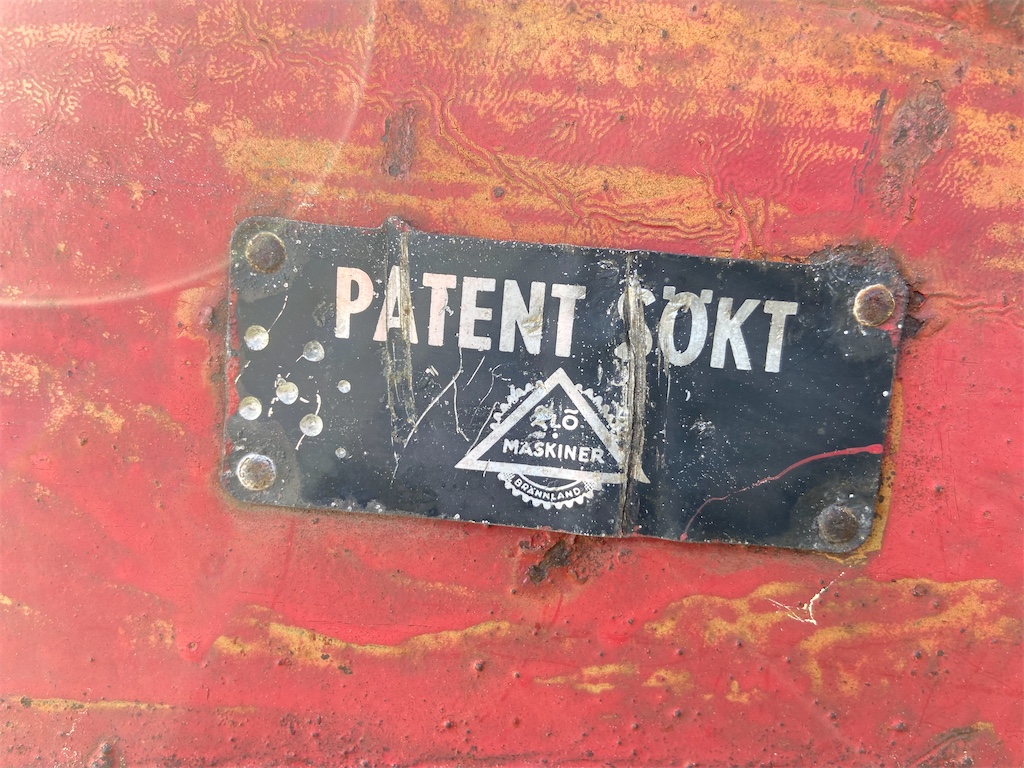 PATENT SÖKT
ÅLÖ
MASKINER
BRÄNNLAND